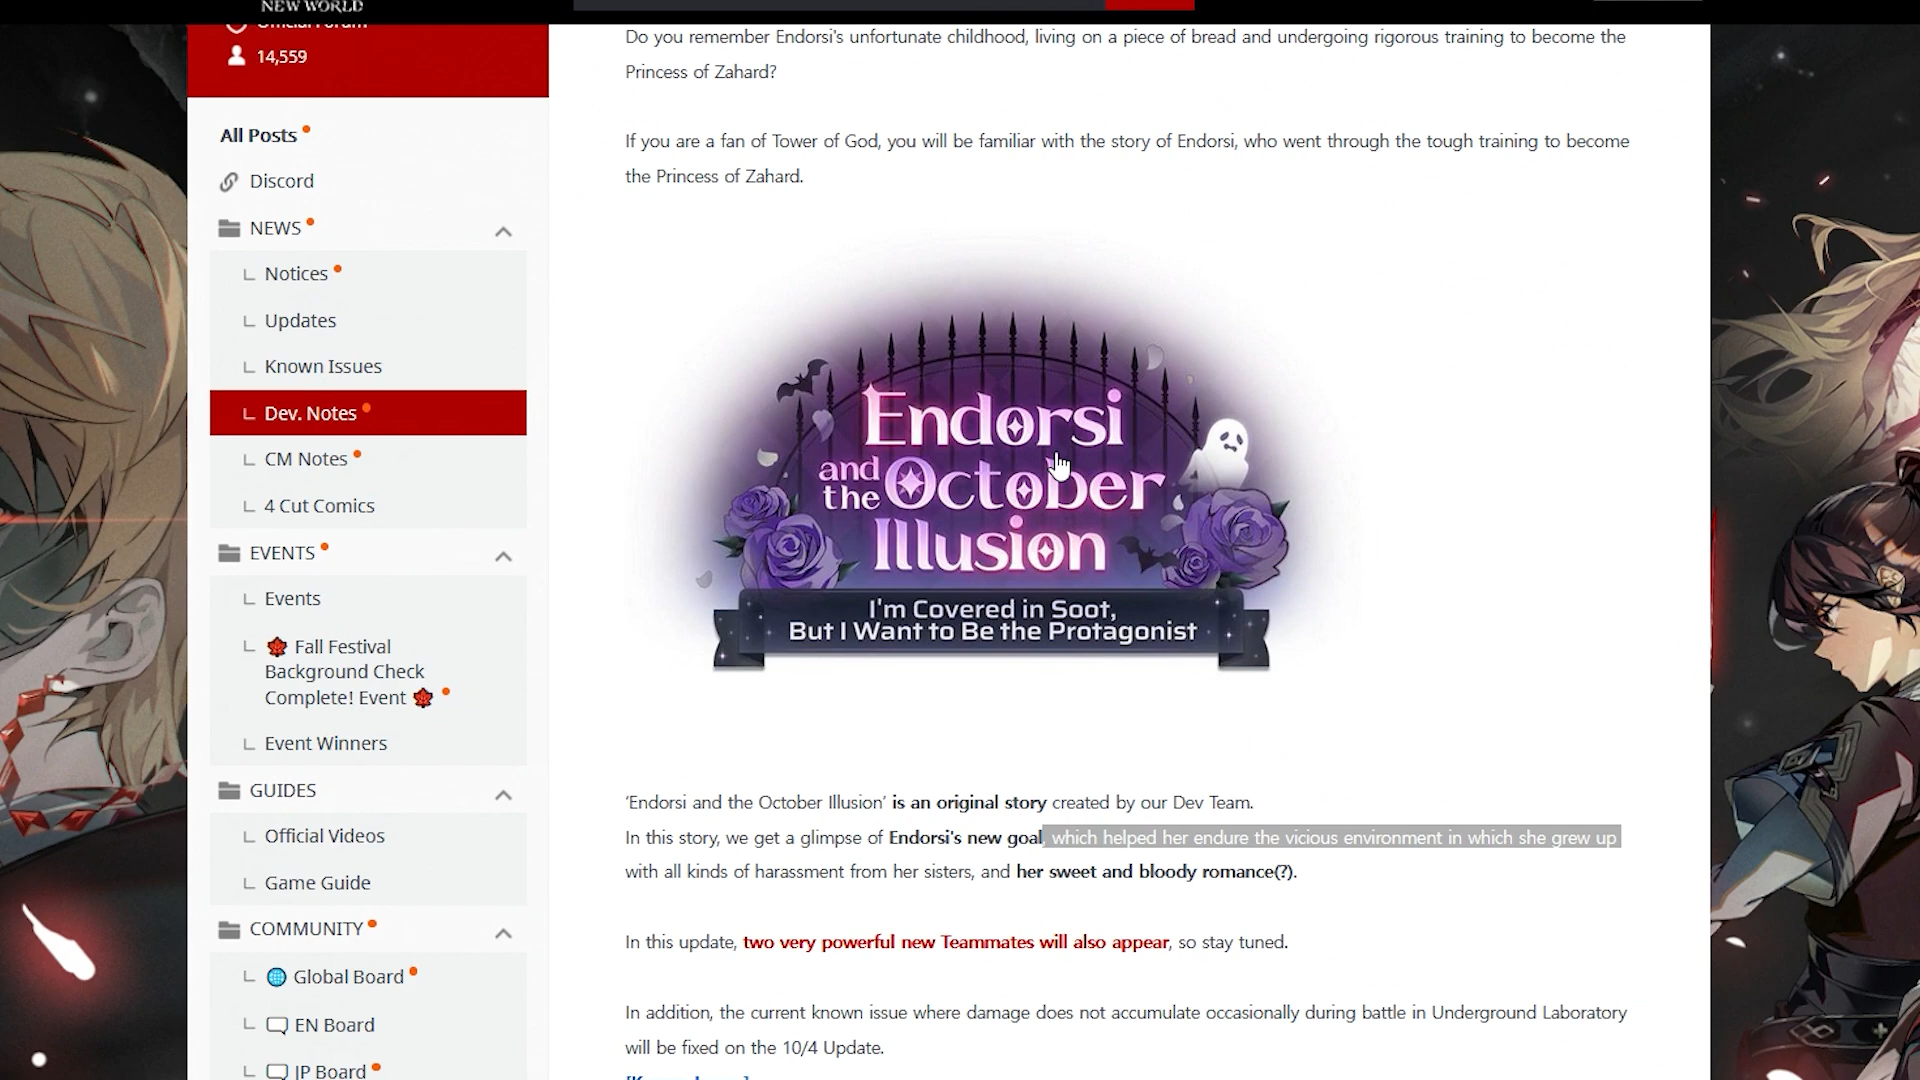 NEW WORLD
Official Forum
14,559
All Posts
Discord
NEWS
Notices
Updates
Known Issues
Dev. Notes
CM Notes
4 Cut Comics
EVENTS
Events
Fall Festival
Background Check
Complete! Event
Event Winners
GUIDES
Official Videos
Game Guide
COMMUNITY
Global Board
EN Board
JP Board
Do you remember Endorsi's unfortunate childhood, living on a piece of bread and undergoing rigorous training to become the
Princess of Zahard?
If you are a fan of Tower of God, you will be familiar with the story of Endorsi, who went through the tough training to become
the Princess of Zahard.
Endorsi
and the October
Illusion
I'm Covered in Soot,
But I Want to Be the Protagonist
‘Endorsi and the October Illusion’ is an original story created by our Dev Team.
In this story, we get a glimpse of Endorsi's new goal, which helped her endure the vicious environment in which she grew up
with all kinds of harassment from her sisters, and her sweet and bloody romance(?).
In this update, two very powerful new Teammates will also appear, so stay tuned.
In addition, the current known issue where damage does not accumulate occasionally during battle in Underground Laboratory
will be fixed on the 10/4 Update.